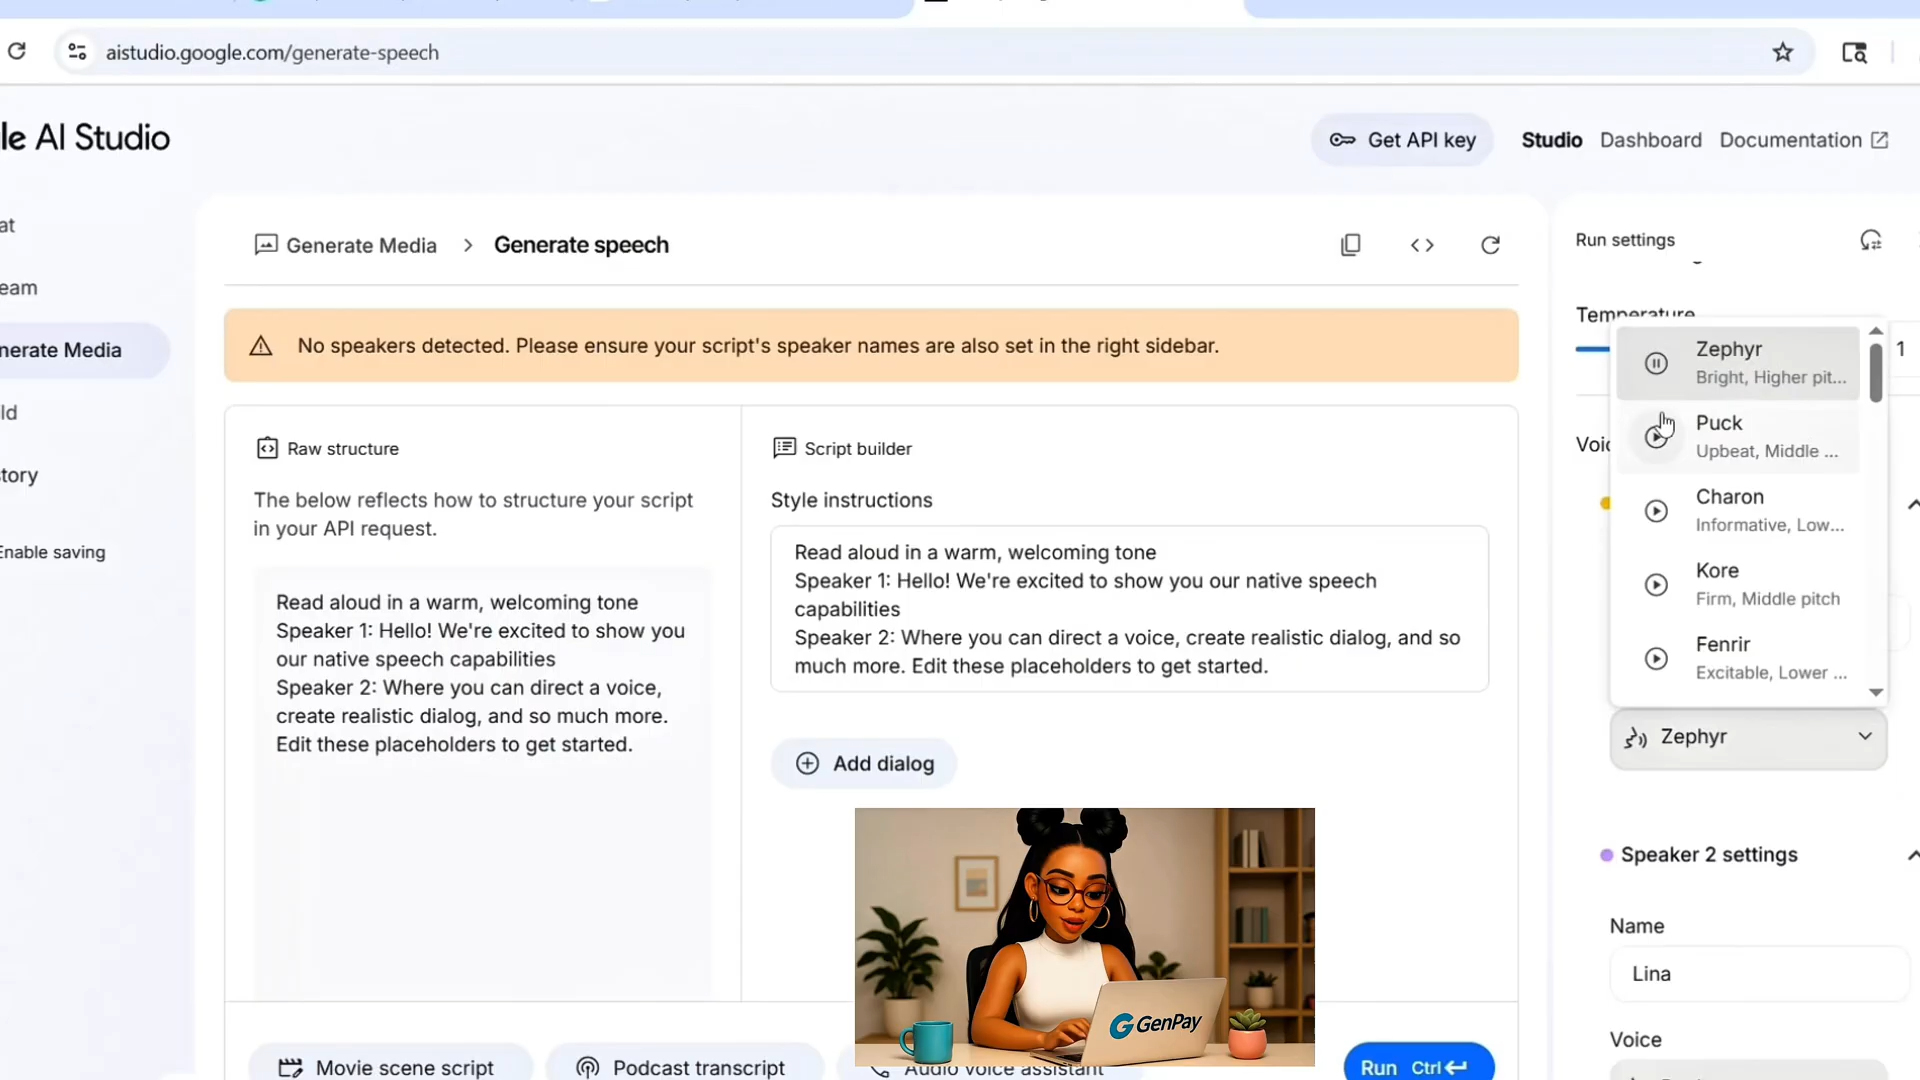 aistudio.google.com/generate-speech
le AI Studio
Get API key
Studio
Dashboard
Documentation
at
eam
nerate Media
ld
tory
Enable saving
Generate Media > Generate speech
No speakers detected. Please ensure your script's speaker names are also set in the right sidebar.
Raw structure
The below reflects how to structure your script
in your API request.
Read aloud in a warm, welcoming tone
Speaker 1: Hello! We're excited to show you
our native speech capabilities
Speaker 2: Where you can direct a voice,
create realistic dialog, and so much more.
Edit these placeholders to get started.
Script builder
Style instructions
Read aloud in a warm, welcoming tone
Speaker 1: Hello! We're excited to show you our native speech
capabilities
Speaker 2: Where you can direct a voice, create realistic dialog, and so
much more. Edit these placeholders to get started.
Add dialog
GenPay
Movie scene script
Podcast transcript
Audio voice assistant
Run Ctrl
Run settings
Temperature
1
Voic
Zephyr
Bright, Higher pit...
Puck
Upbeat, Middle ...
Charon
Informative, Low...
Kore
Firm, Middle pitch
Fenrir
Excitable, Lower ...
Zephyr
Speaker 2 settings
Name
Lina
Voice